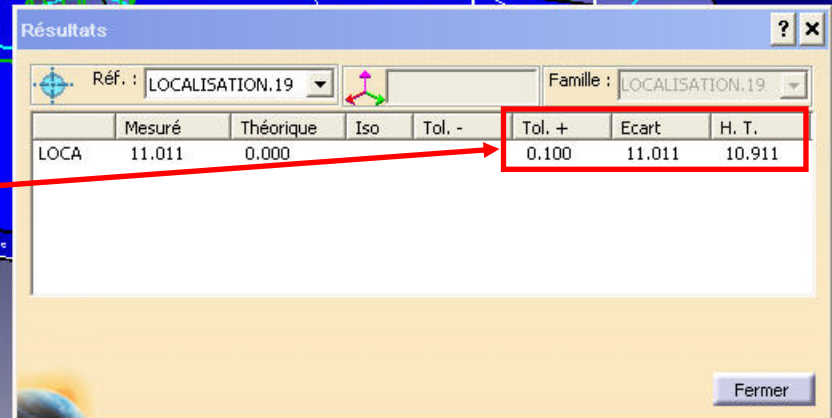 Résultats
Réf. : LOCALISATION.19 Famille : LOCALISATION.19
Mesuré Théorique Iso Tol. - Tol. + Ecart H. T.
LOCA 11.011 0.000 0.100 11.011 10.911
Fermer